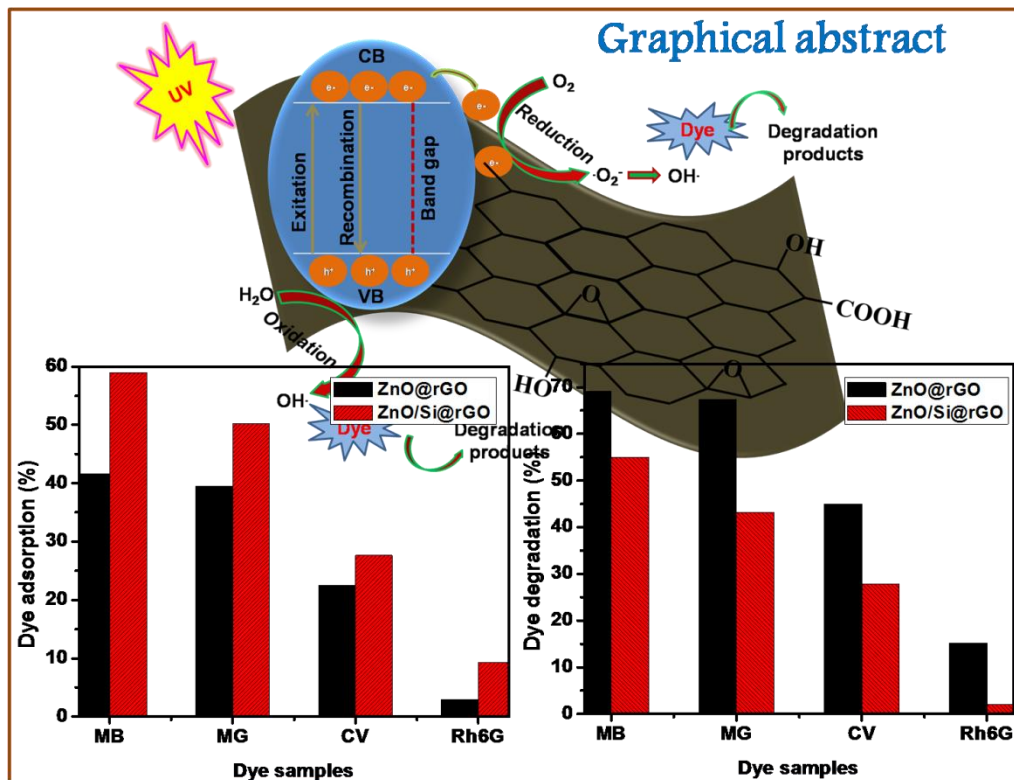 Graphical abstract
UV
CB
e-
e-
e-
e-
e-
Exitation
Recombination
Band gap
h+
h+
h+
VB
O2
Reduction
·O2-
OH·
Dye
Degradation
products
H2O
Oxidation
OH·
Dye
Degradation
products
OH
COOH
O
O
HO
ZnO@rGO
ZnO/Si@rGO
Dye adsorption (%)
60
50
40
30
20
10
0
MB
MG
CV
Rh6G
Dye samples
ZnO@rGO
ZnO/Si@rGO
Dye degradation (%)
70
60
50
40
30
20
10
0
MB
MG
CV
Rh6G
Dye samples